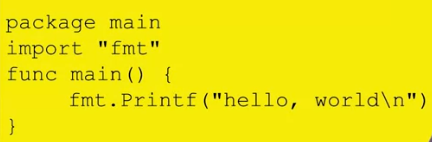 package main
import "fmt"
func main() {
    fmt.Printf("hello, world\n")
}